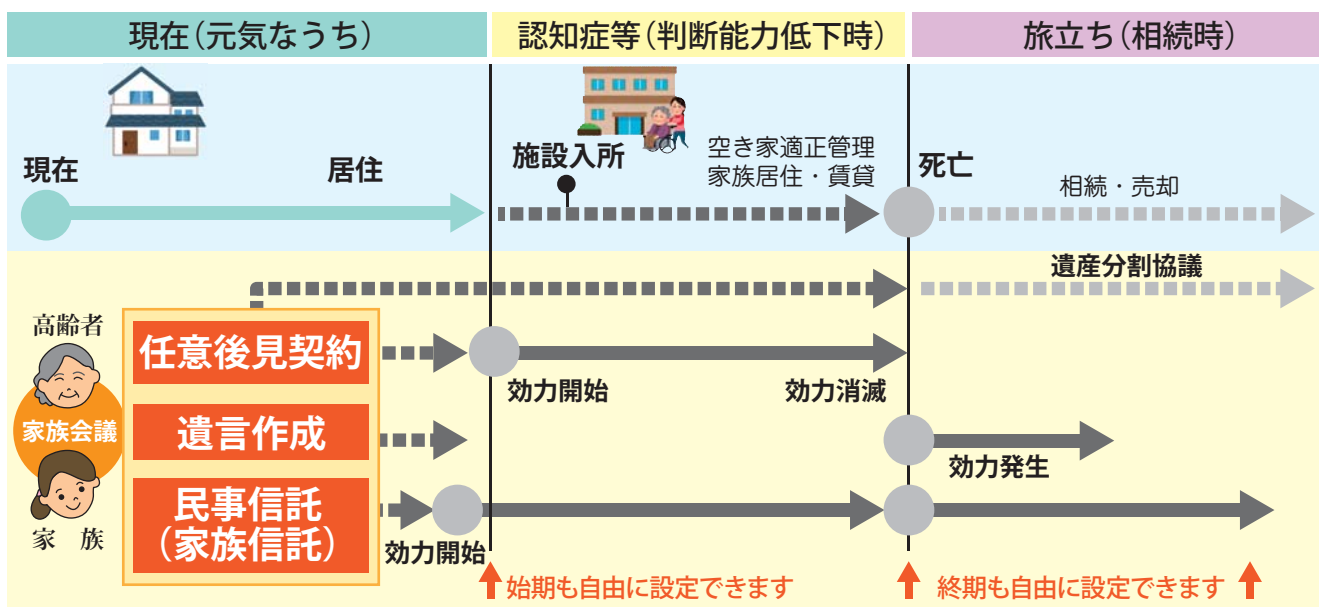 現在（元気なうち）
認知症等（判断能力低下時）
旅立ち（相続時）
現在
居住
施設入所
空き家適正管理
家族居住・賃貸
死亡
相続・売却
遺産分割協議
高齢者
家族会議
家　族
任意後見契約
効力開始
効力消滅
遺言作成
効力発生
民事信託
（家族信託）
効力開始
始期も自由に設定できます
終期も自由に設定できます